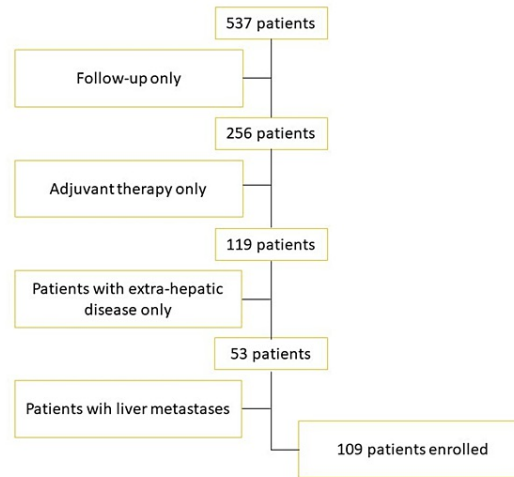 537 patients
Follow-up only
256 patients
Adjuvant therapy only
119 patients
Patients with extra-hepatic
disease only
53 patients
Patients wih liver metastases
109 patients enrolled